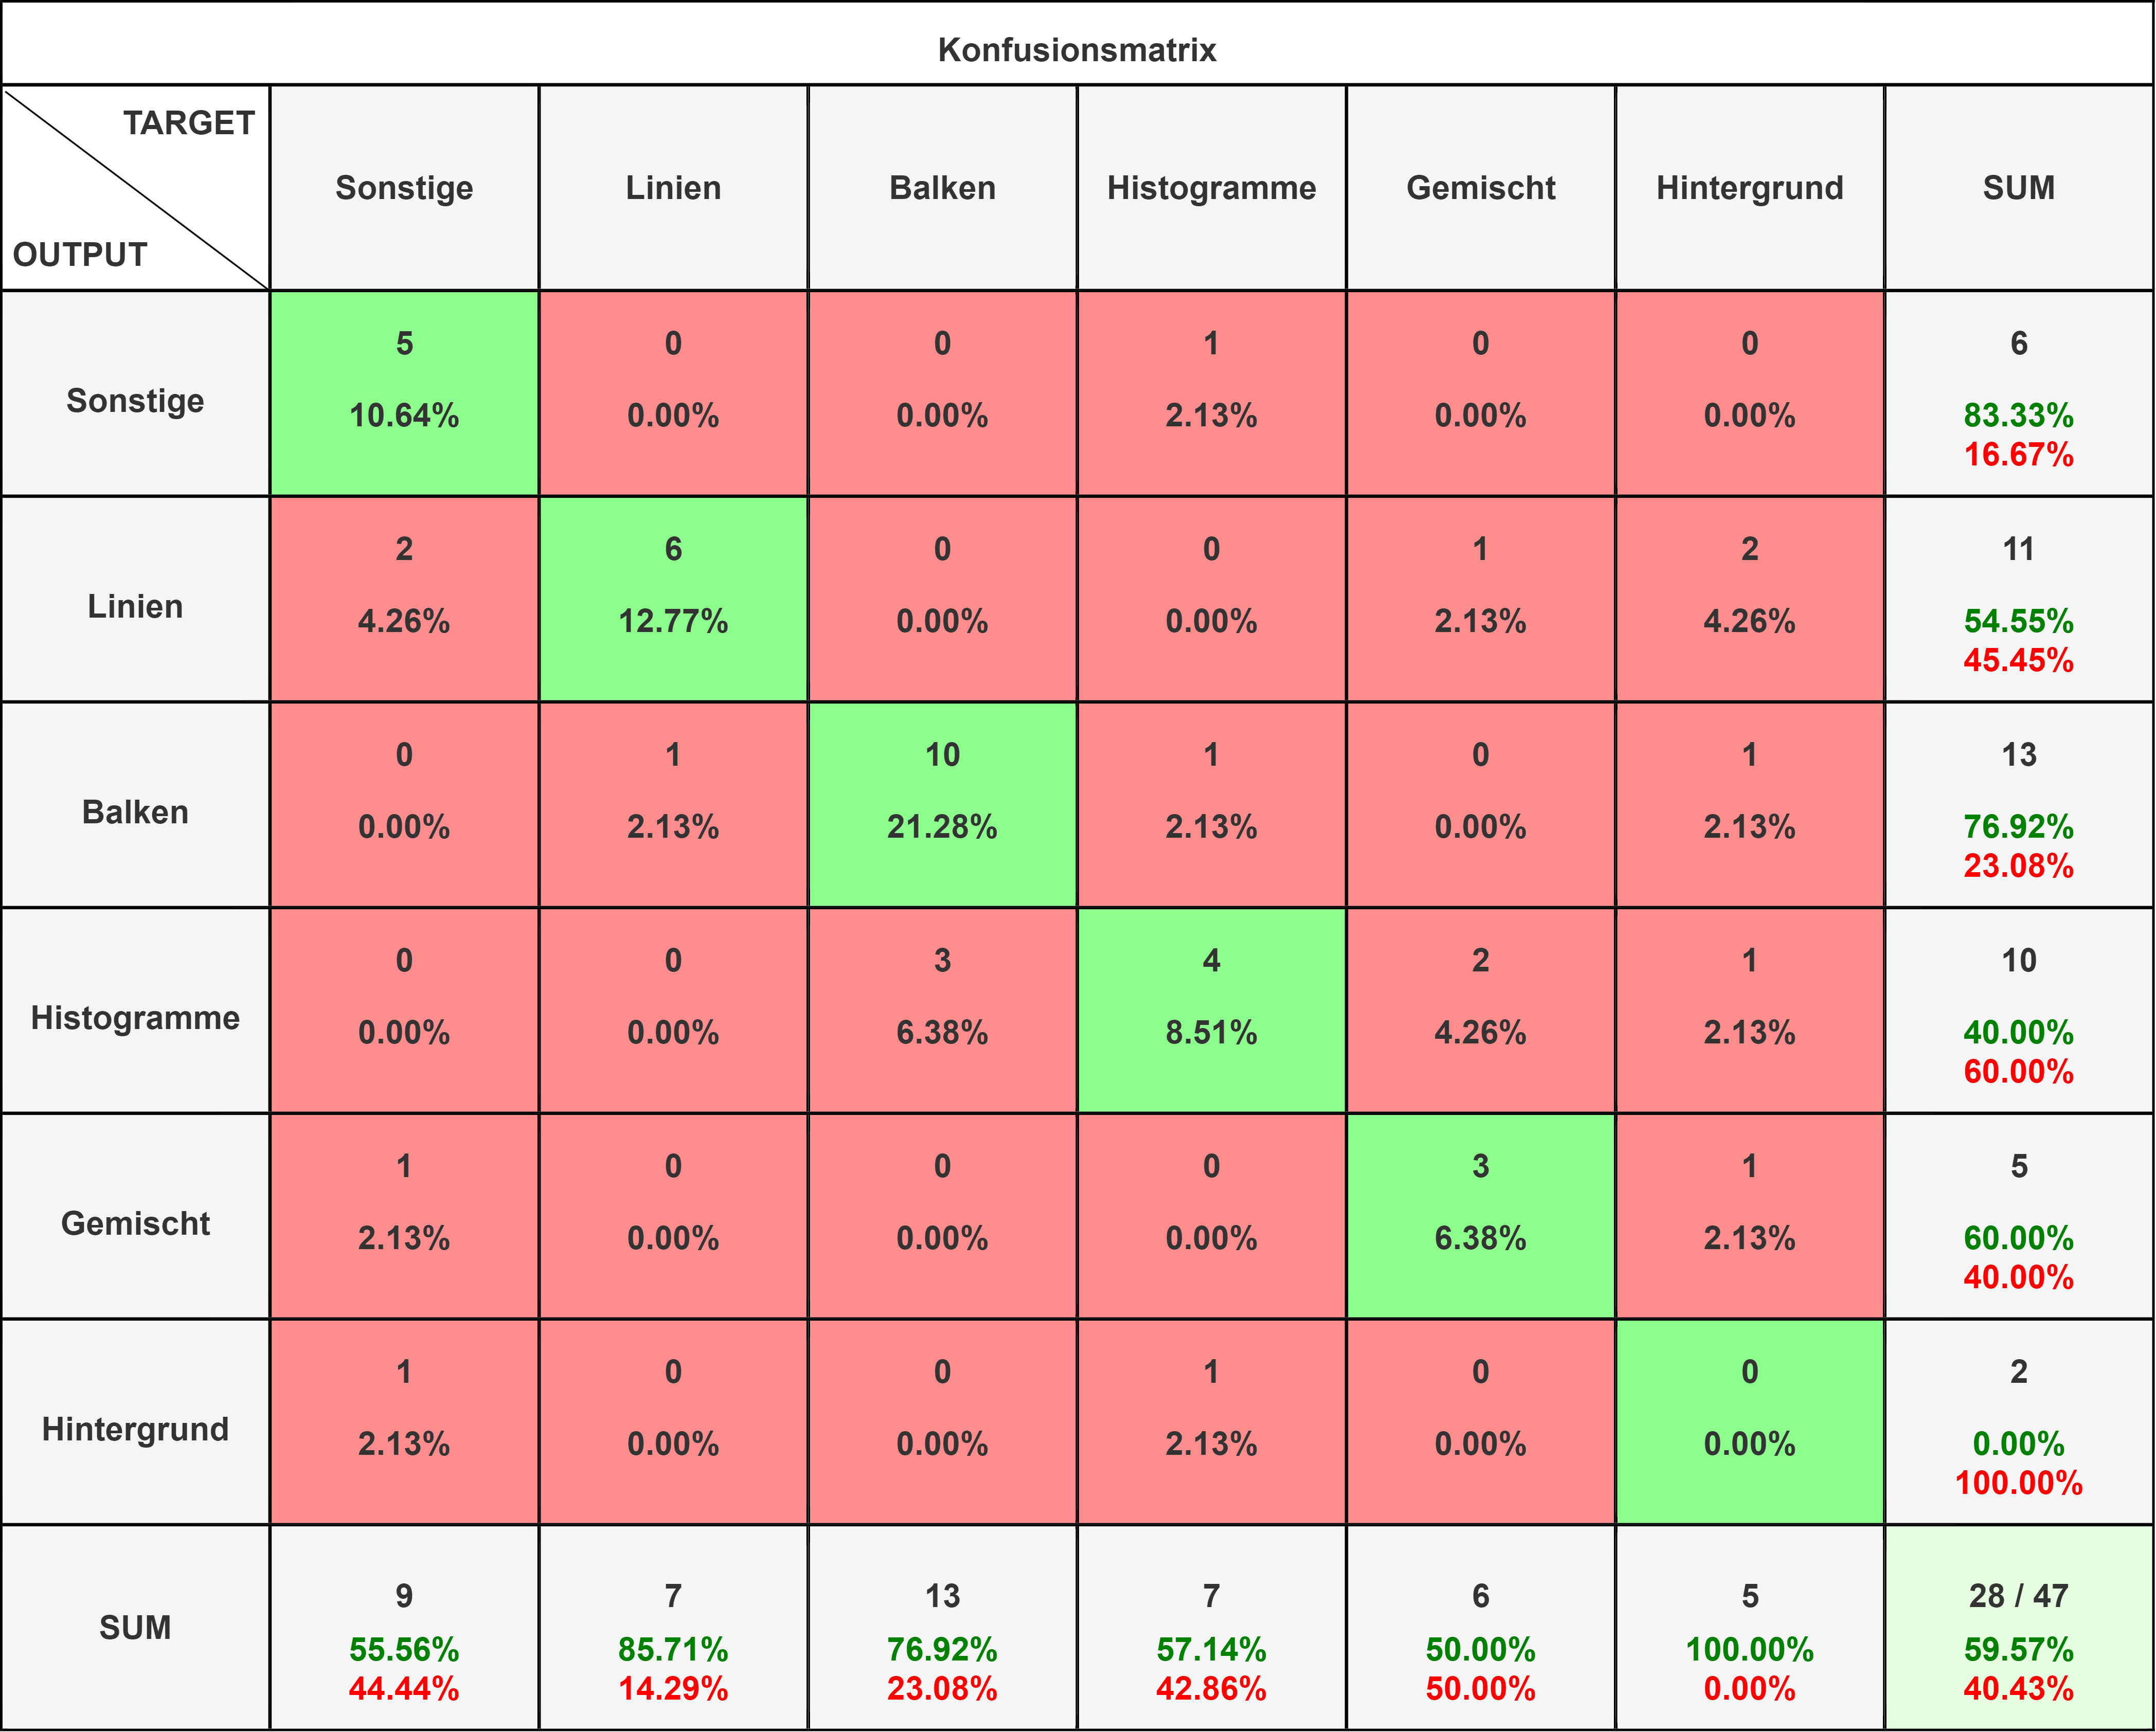 Konfusionsmatrix
TARGET
OUTPUT
Sonstige Linien Balken Histogramme Gemischt Hintergrund SUM
Sonstige
5 0 0 1 0 0 6
10.64% 0.00% 0.00% 2.13% 0.00% 0.00% 83.33%
16.67%
Linien
2 6 0 0 1 2 11
4.26% 12.77% 0.00% 0.00% 2.13% 4.26% 54.55%
45.45%
Balken
0 1 10 1 0 1 13
0.00% 2.13% 21.28% 2.13% 0.00% 2.13% 76.92%
23.08%
Histogramme
0 0 3 4 2 1 10
0.00% 0.00% 6.38% 8.51% 4.26% 2.13% 40.00%
60.00%
Gemischt
1 0 0 0 3 1 5
2.13% 0.00% 0.00% 0.00% 6.38% 2.13% 60.00%
40.00%
Hintergrund
1 0 0 1 0 0 2
2.13% 0.00% 0.00% 2.13% 0.00% 0.00% 0.00%
100.00%
SUM
9 7 13 7 6 5 28 / 47
55.56% 85.71% 76.92% 57.14% 50.00% 100.00% 59.57%
44.44% 14.29% 23.08% 42.86% 50.00% 0.00% 40.43%